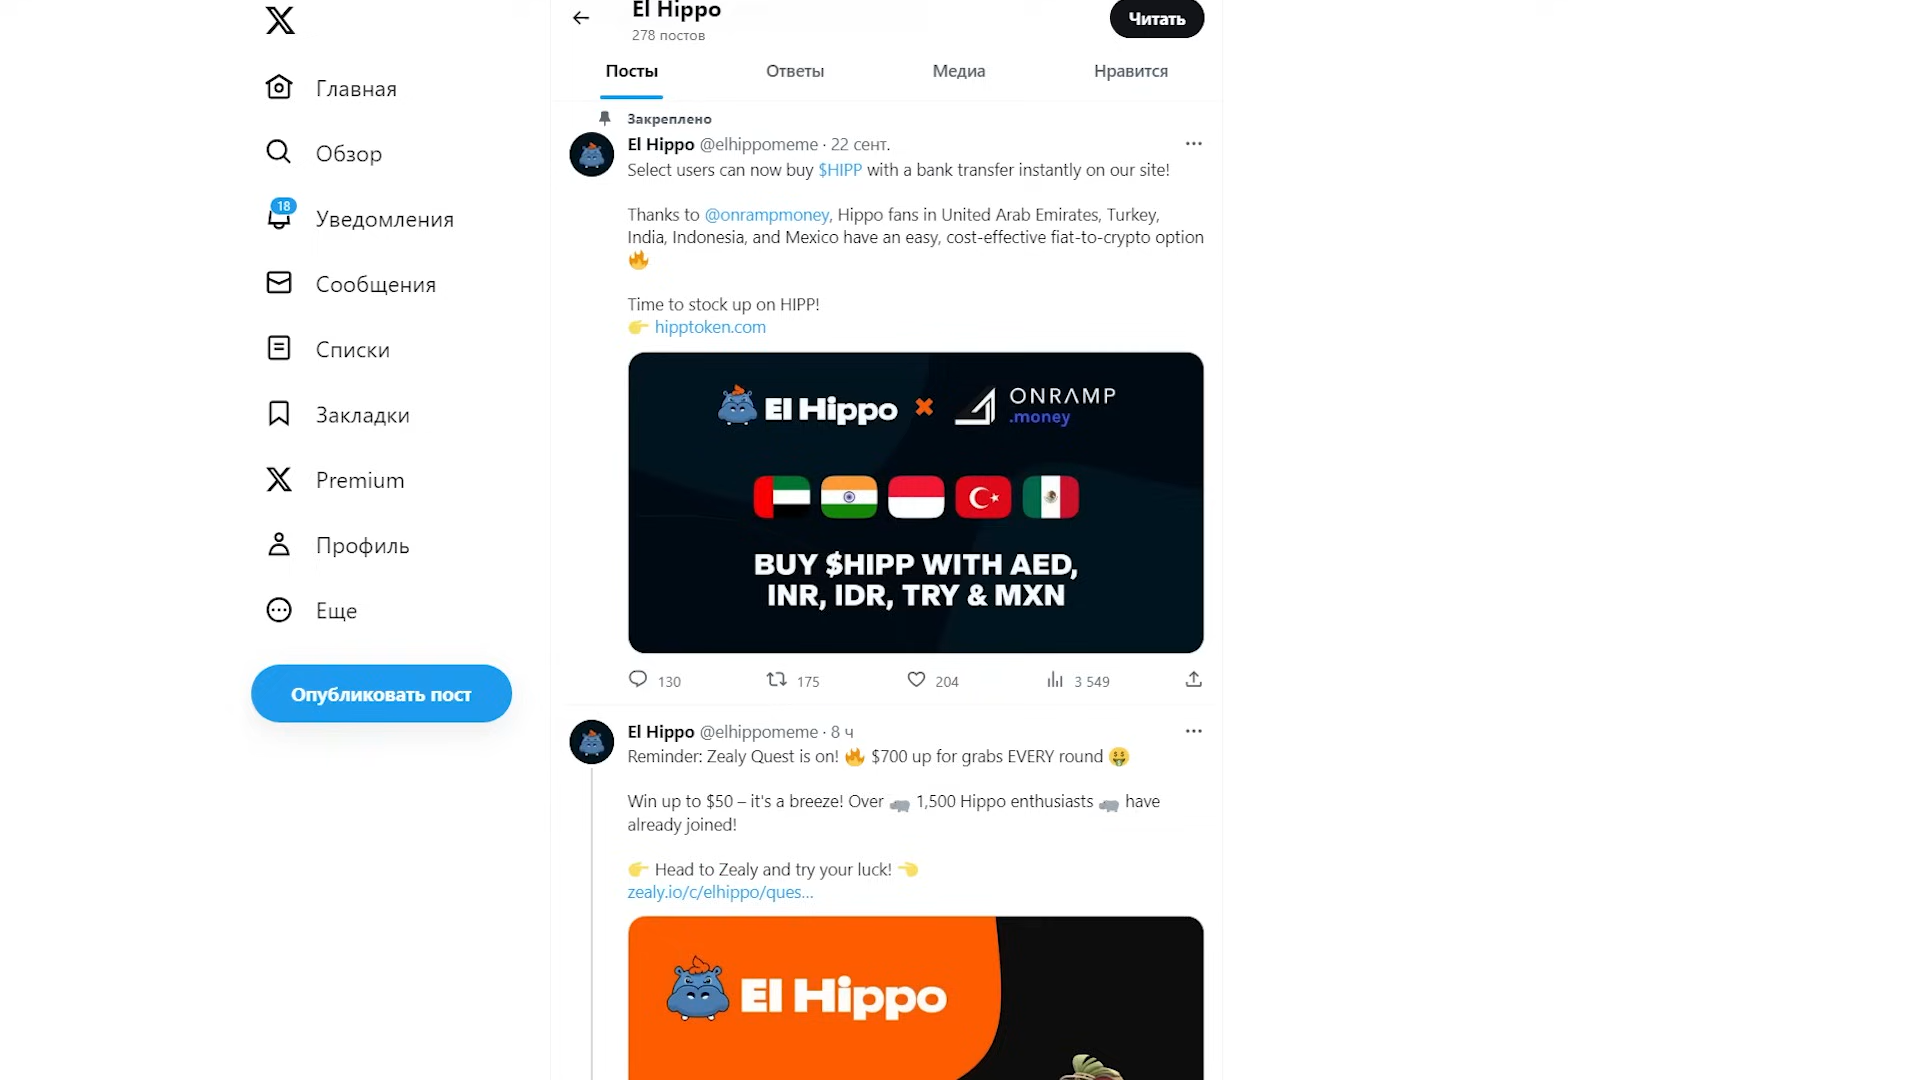 El Hippo
278 постов
Читать
Посты
Ответы
Медиа
Нравится
Главная
Обзор
18
Уведомления
Сообщения
Списки
Закладки
Premium
Профиль
Еще
Опубликовать пост
Закреплено
El Hippo @elhippomeme · 22 сент.
Select users can now buy $HIPP with a bank transfer instantly on our site!
Thanks to @onrampmoney, Hippo fans in United Arab Emirates, Turkey,
India, Indonesia, and Mexico have an easy, cost-effective fiat-to-crypto option
🔥
Time to stock up on HIPP!
👉 hipptoken.com
El Hippo
ONRAMP
.money
BUY $HIPP WITH AED,
INR, IDR, TRY & MXN
130
175
204
3 549
El Hippo @elhippomeme · 8 ч
Reminder: Zealy Quest is on! 🔥 $700 up for grabs EVERY round 🤑
Win up to $50 – it's a breeze! Over 🦛 1,500 Hippo enthusiasts 🦛 have
already joined!
👉 Head to Zealy and try your luck! 👈
zealy.io/c/elhippo/ques...
El Hippo